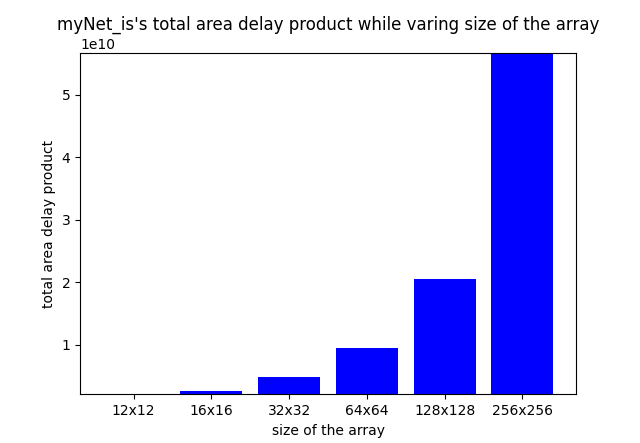 myNet_is's total area delay product while varing size of the array
1e10
5
4
3
2
1
total area delay product
12x12 16x16 32x32 64x64 128x128 256x256
size of the array